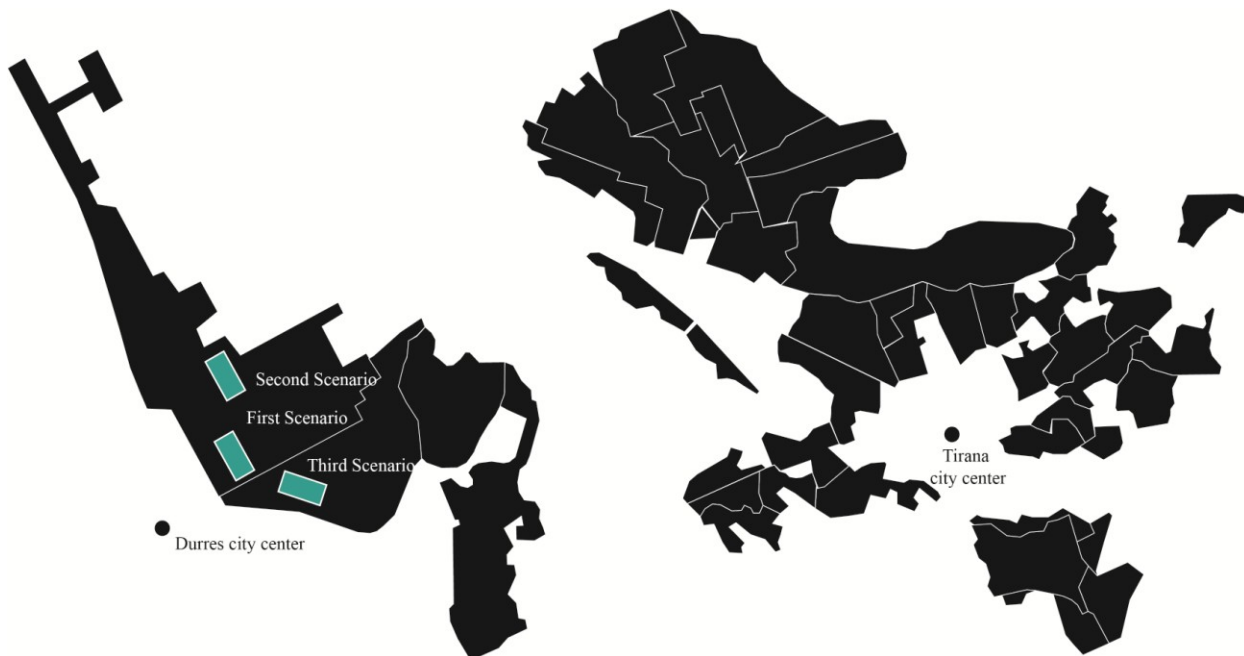 Second Scenario
First Scenario
Third Scenario
Tirana
city center
Durres city center